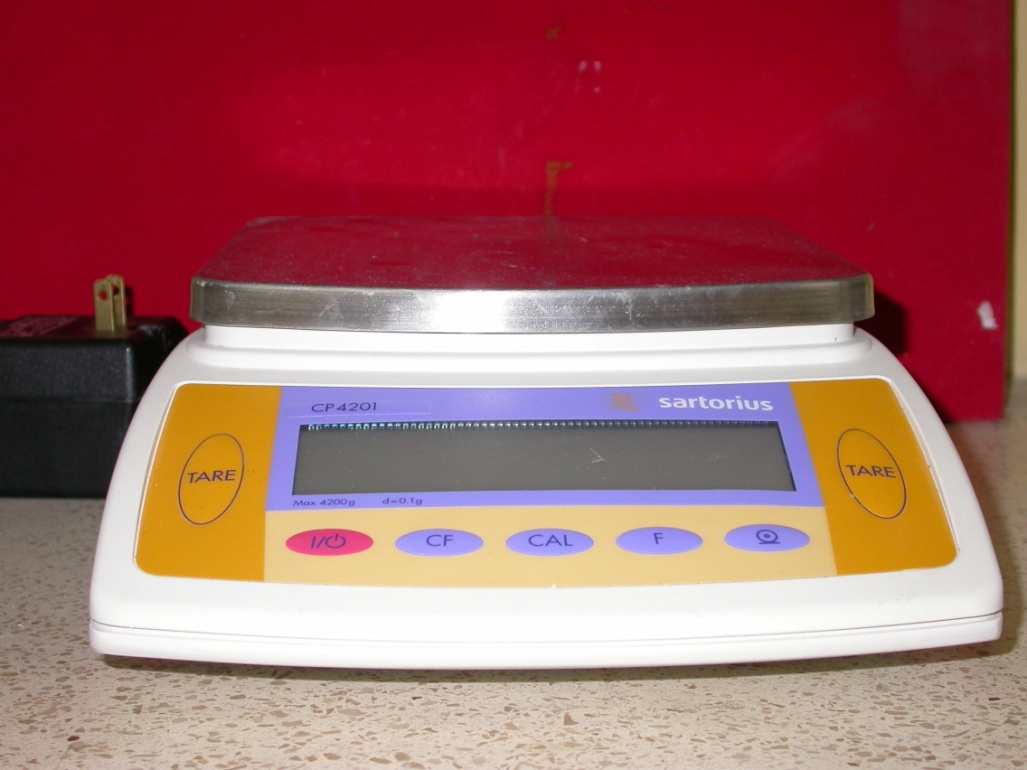 CP4201
sartorius
TARE
TARE
Max 4200g d=0.1g
I/⏻ CF CAL F